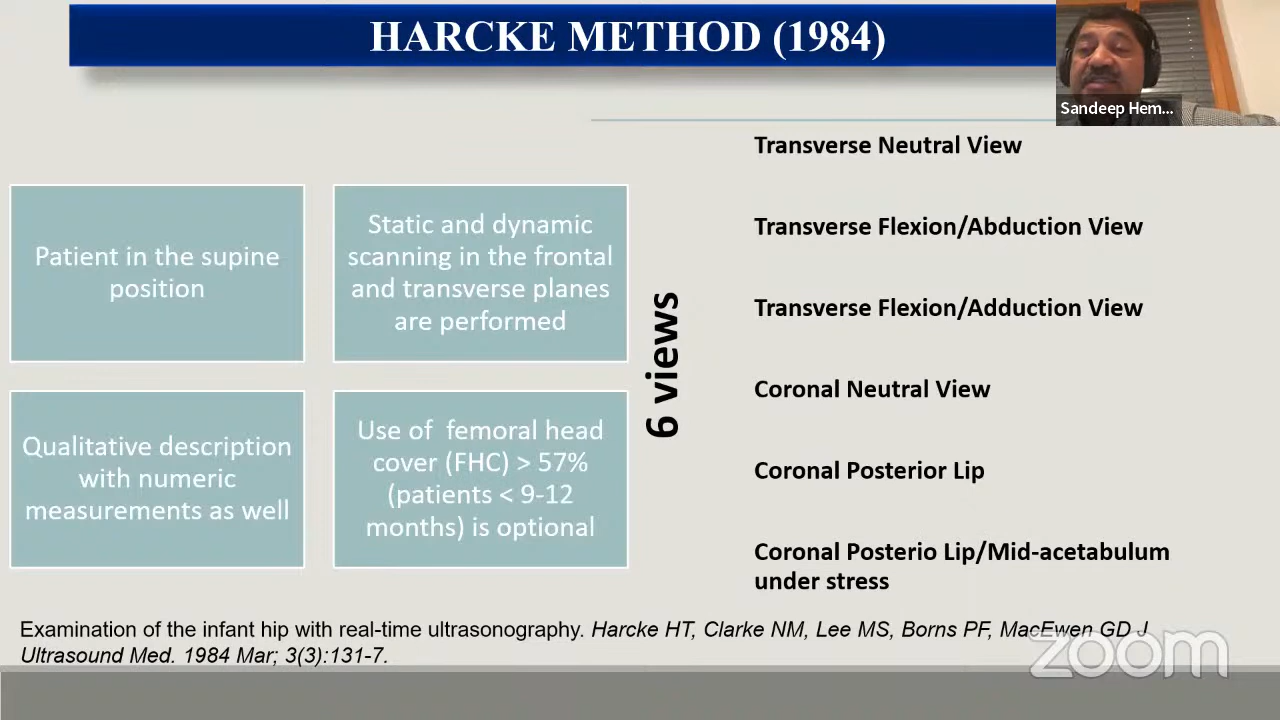 HARCKE METHOD (1984)
Sandeep Hem...
Patient in the supine
position
Static and dynamic
scanning in the frontal
and transverse planes
are performed
Qualitative description
with numeric
measurements as well
Use of femoral head
cover (FHC) > 57%
(patients < 9-12
months) is optional
6 views
Transverse Neutral View
Transverse Flexion/Abduction View
Transverse Flexion/Adduction View
Coronal Neutral View
Coronal Posterior Lip
Coronal Posterio Lip/Mid-acetabulum
under stress
Examination of the infant hip with real-time ultrasonography. Harcke HT, Clarke NM, Lee MS, Borns PF, MacEwen GD J
Ultrasound Med. 1984 Mar; 3(3):131-7.
zoom